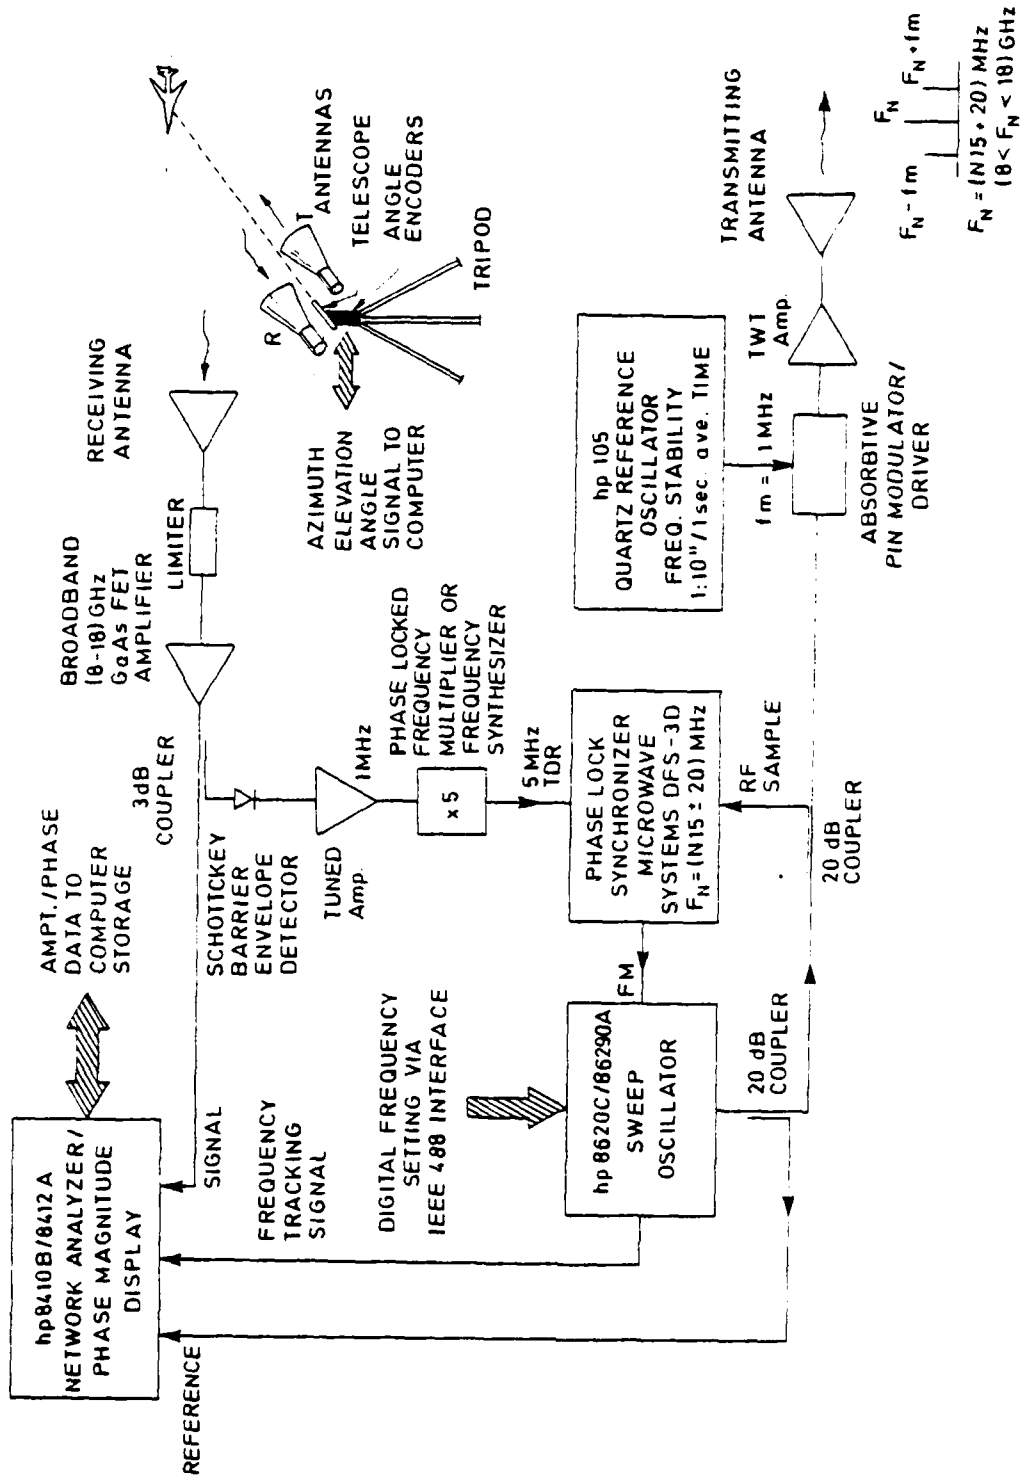 hp8410B/8412A
NETWORK ANALYZER/
PHASE MAGNITUDE
DISPLAY
AMPT./PHASE
DATA TO
COMPUTER
STORAGE
REFERENCE
SIGNAL
FREQUENCY
TRACKING
SIGNAL
3dB
COUPLER
BROADBAND
(8-18)GHz
GaAs FET
AMPLIFIER
LIMITER
RECEIVING
ANTENNA
SCHOTTCKEY
BARRIER
ENVELOPE
DETECTOR
TUNED
Amp.
1MHz
PHASE LOCKED
FREQUENCY
MULTIPLIER OR
FREQUENCY
SYNTHESIZER
x 5
5 MHz
TDR
AZIMUTH
ELEVATION
ANGLE
SIGNAL TO
COMPUTER
R
T
ANTENNAS
TELESCOPE
ANGLE
ENCODERS
TRIPOD
DIGITAL FREQUENCY
SETTING VIA
IEEE 488 INTERFACE
hp 8620C/86290A
SWEEP
OSCILLATOR
FM
PHASE LOCK
SYNCHRONIZER
MICROWAVE
SYSTEMS DFS-3D
F_N = (N15 ± 20) MHz
RF
SAMPLE
20 dB
COUPLER
20 dB
COUPLER
hp 105
QUARTZ REFERENCE
OSCILLATOR
FREQ. STABILITY
1:10"/1sec. ave. TIME
fm = 1MHz
ABSORBTIVE
PIN MODULATOR/
DRIVER
TWT
Amp.
TRANSMITTING
ANTENNA
F_N - fm
F_N
F_N + fm
F_N = (N15 + 20) MHz
(8 < F_N < 18) GHz